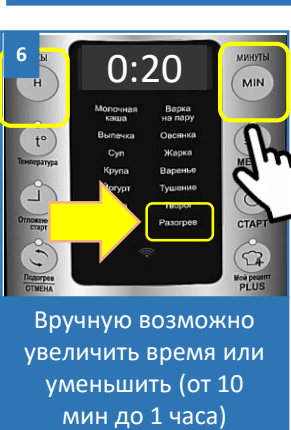 6
Ы
Н
0:20
МИНУТЫ
MIN
Молочная каша
Варка на пару
Выпечка
Овсянка
t°
Температура
Суп
Жарка
МЕ
Крупа
Варенье
Йогурт
Тушение
Отложен
старт
Творог
Разогрев
СТАРТ
Подогрев
ОТМЕНА
Мой рецепт
PLUS
Вручную возможно
увеличить время или
уменьшить (от 10
мин до 1 часа)